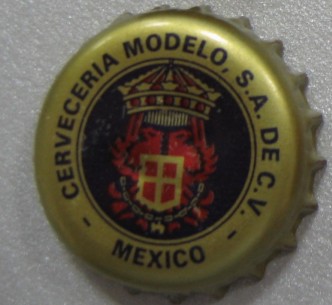 CERVECERIA MODELO, S.A. DE C.V.
- MEXICO -